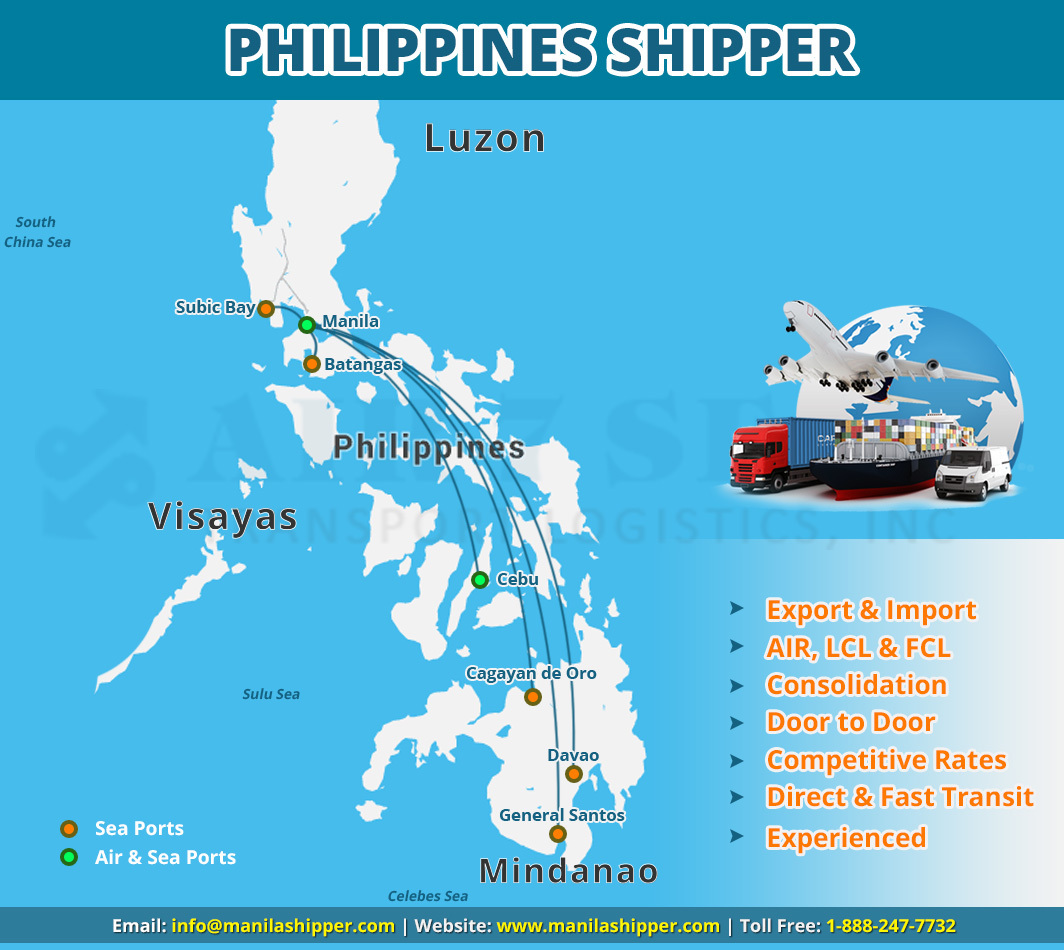 PHILIPPINES SHIPPER
Luzon
South
China Sea
Subic Bay
Manila
Batangas
Philippines
Visayas
TRANSPORT LOGISTICS, INC
Cebu
Cagayan de Oro
Sulu Sea
Davao
General Santos
Mindanao
Celebes Sea
Sea Ports
Air & Sea Ports
Export & Import
AIR, LCL & FCL
Consolidation
Door to Door
Competitive Rates
Direct & Fast Transit
Experienced
Email: info@manilashipper.com | Website: www.manilashipper.com | Toll Free: 1-888-247-7732